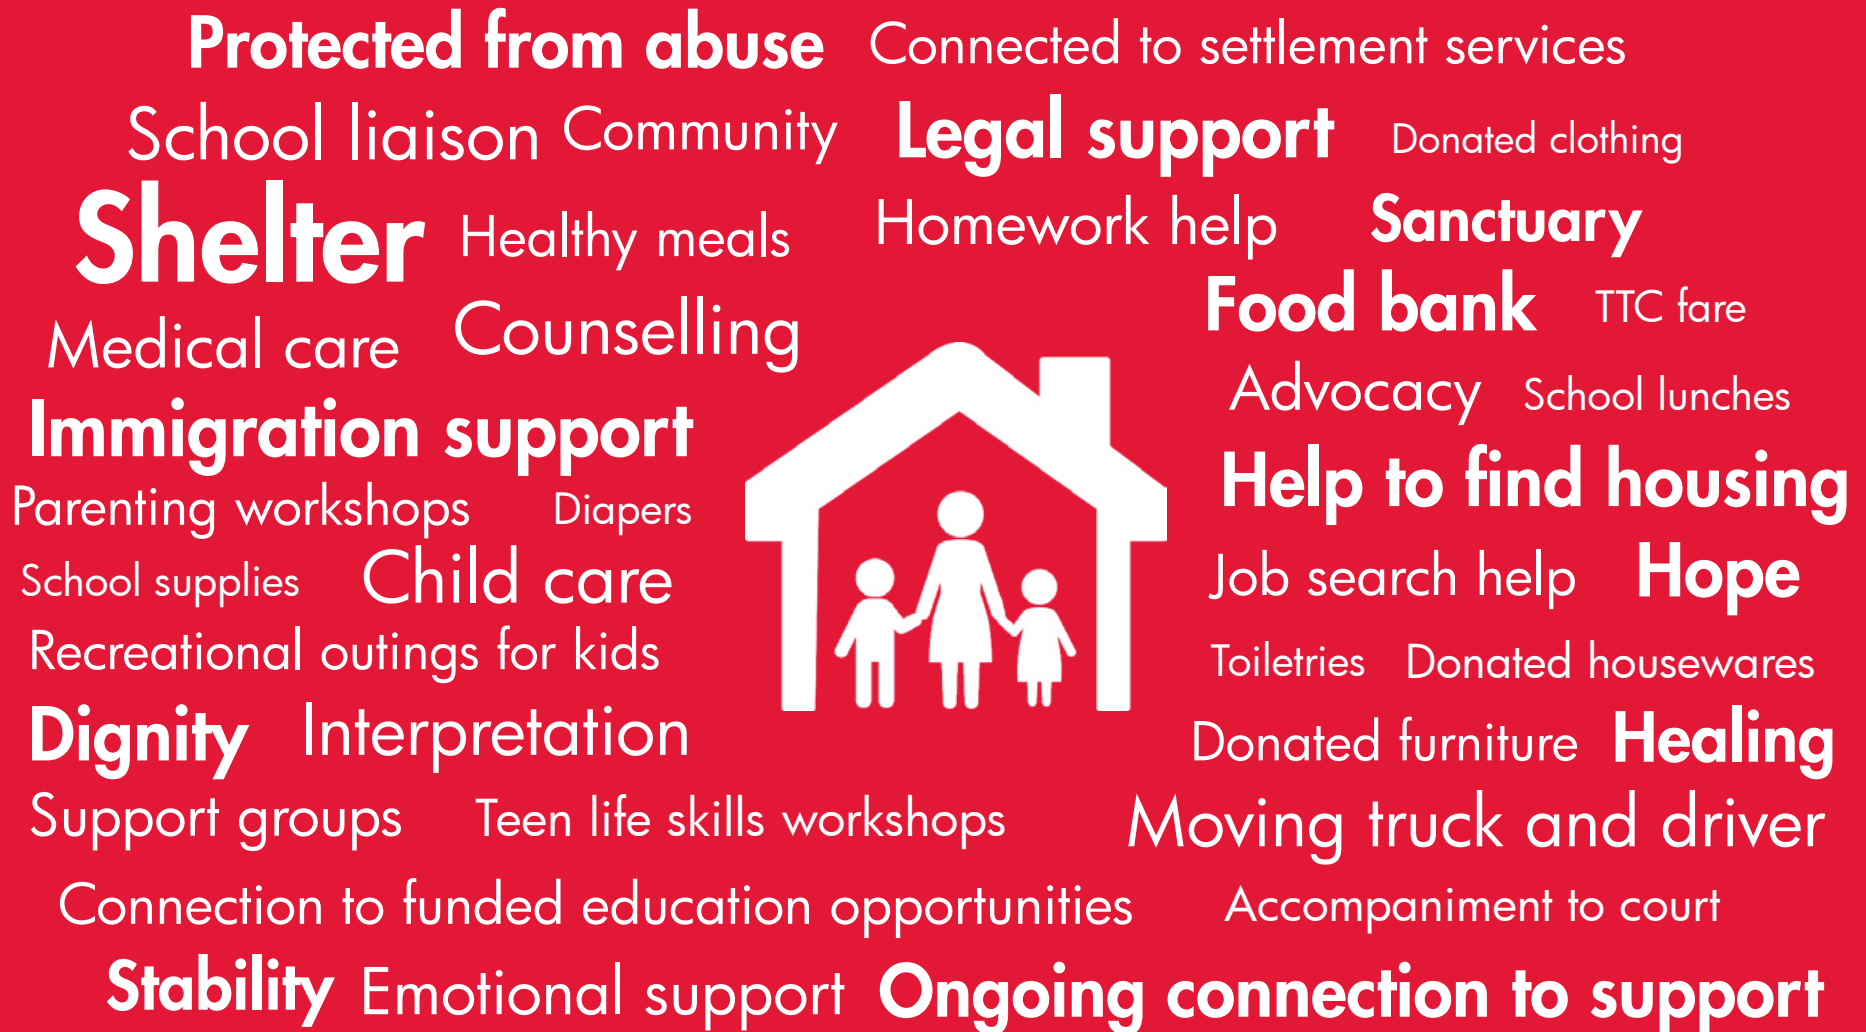 Protected from abuse Connected to settlement services
School liaison Community Legal support Donated clothing
Shelter Healthy meals Homework help Sanctuary
Medical care Counselling Food bank TTC fare
Immigration support Advocacy School lunches
Parenting workshops Diapers Help to find housing
School supplies Child care Job search help Hope
Recreational outings for kids Toiletries Donated housewares
Dignity Interpretation Donated furniture Healing
Support groups Teen life skills workshops Moving truck and driver
Connection to funded education opportunities Accompaniment to court
Stability Emotional support Ongoing connection to support